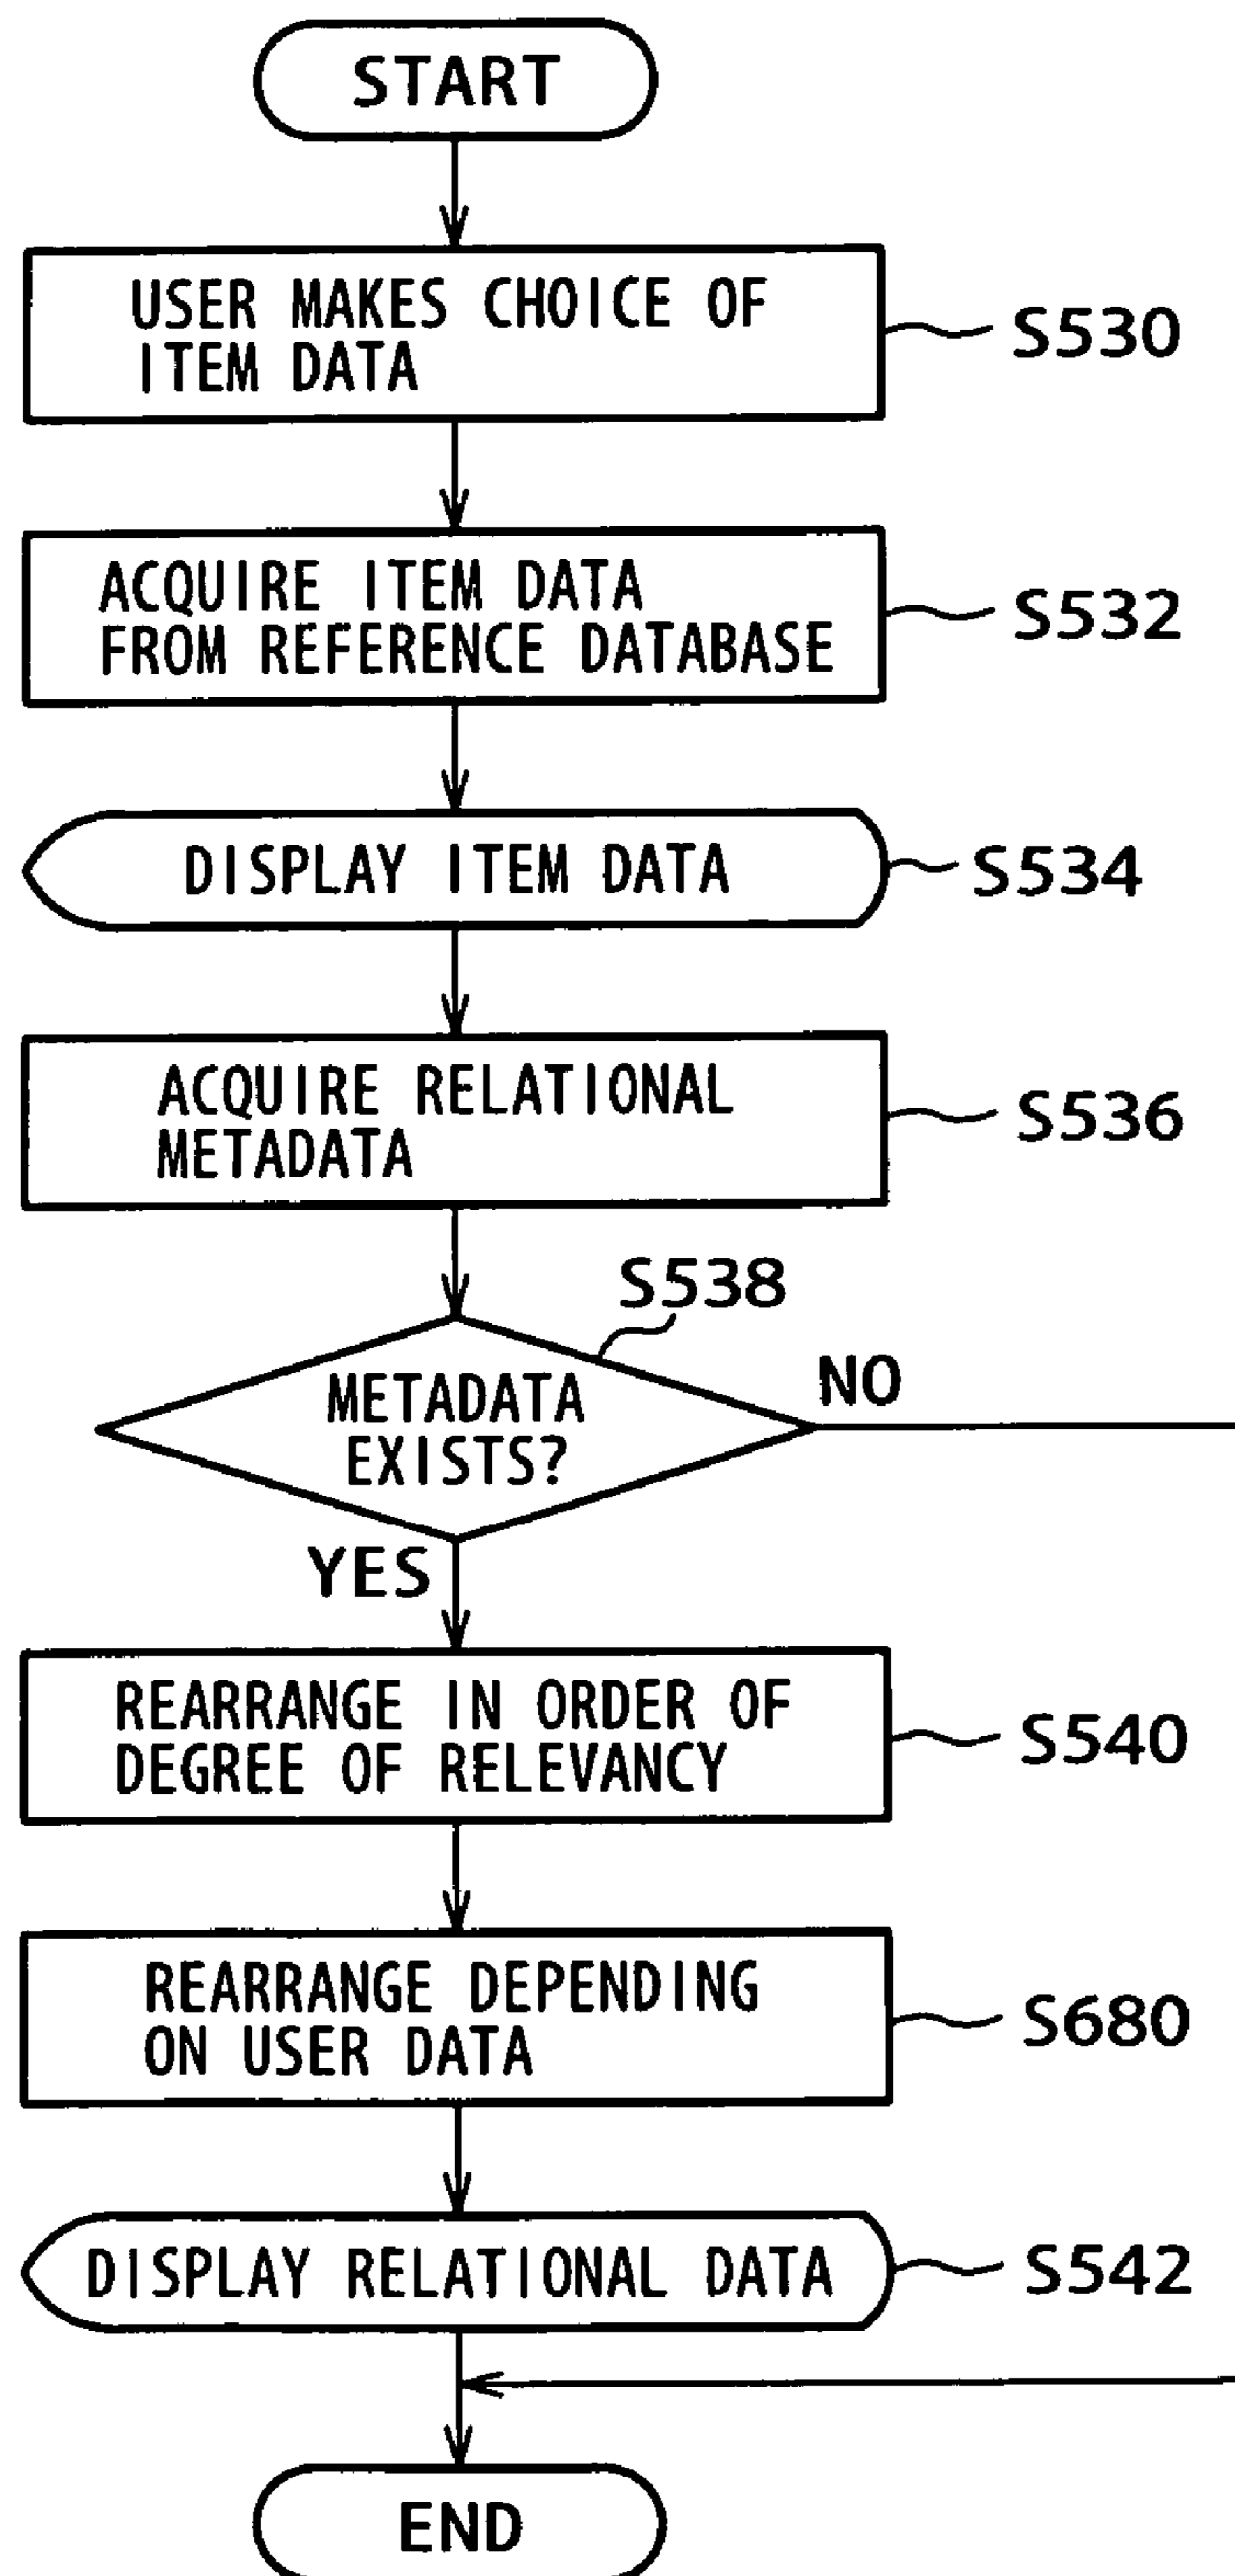 START
USER MAKES CHOICE OF
ITEM DATA
S530
ACQUIRE ITEM DATA
FROM REFERENCE DATABASE
S532
DISPLAY ITEM DATA
S534
ACQUIRE RELATIONAL
METADATA
S536
S538
METADATA
EXISTS?
NO
YES
REARRANGE IN ORDER OF
DEGREE OF RELEVANCY
S540
REARRANGE DEPENDING
ON USER DATA
S680
DISPLAY RELATIONAL DATA
S542
END